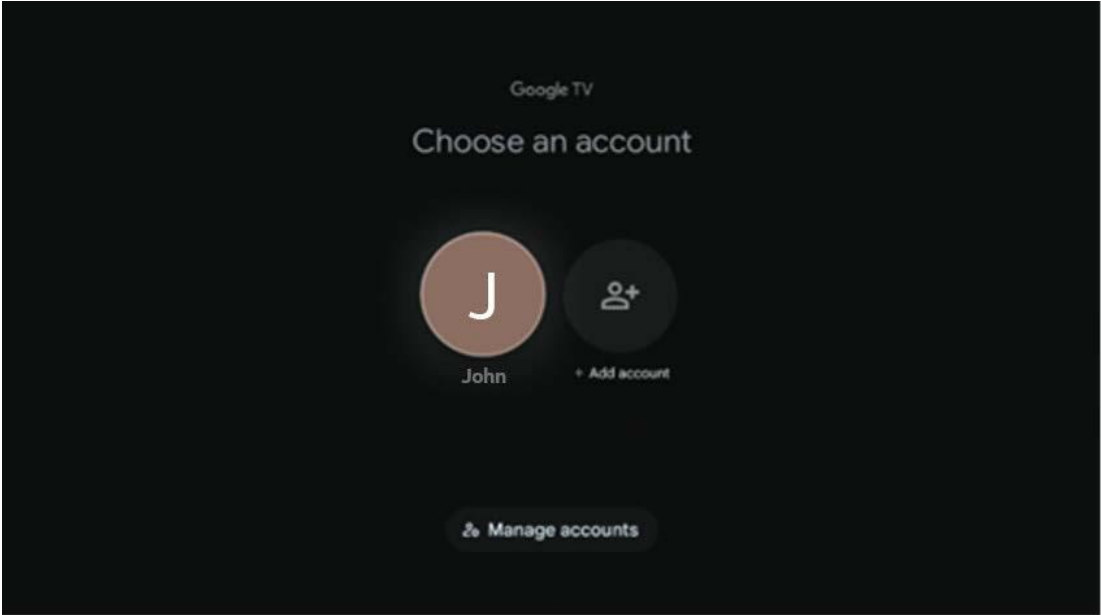 Google TV
Choose an account
J
John
+ Add account
Manage accounts